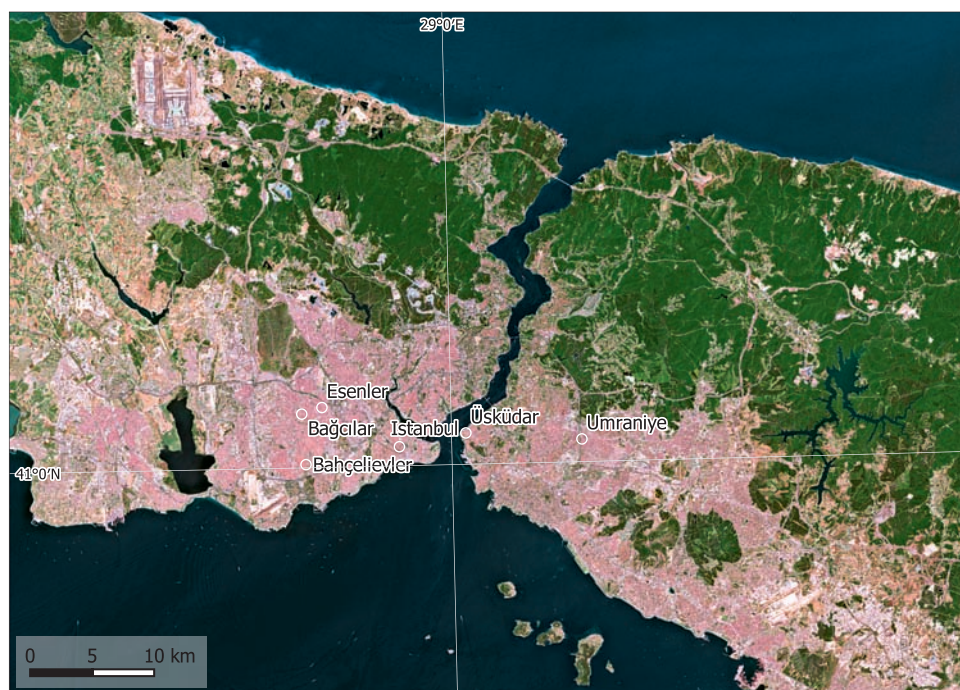 29°0′E
Esenler
Bağcılar
Istanbul
Üsküdar
Umraniye
Bahçelievler
41°0′N
0 5 10 km